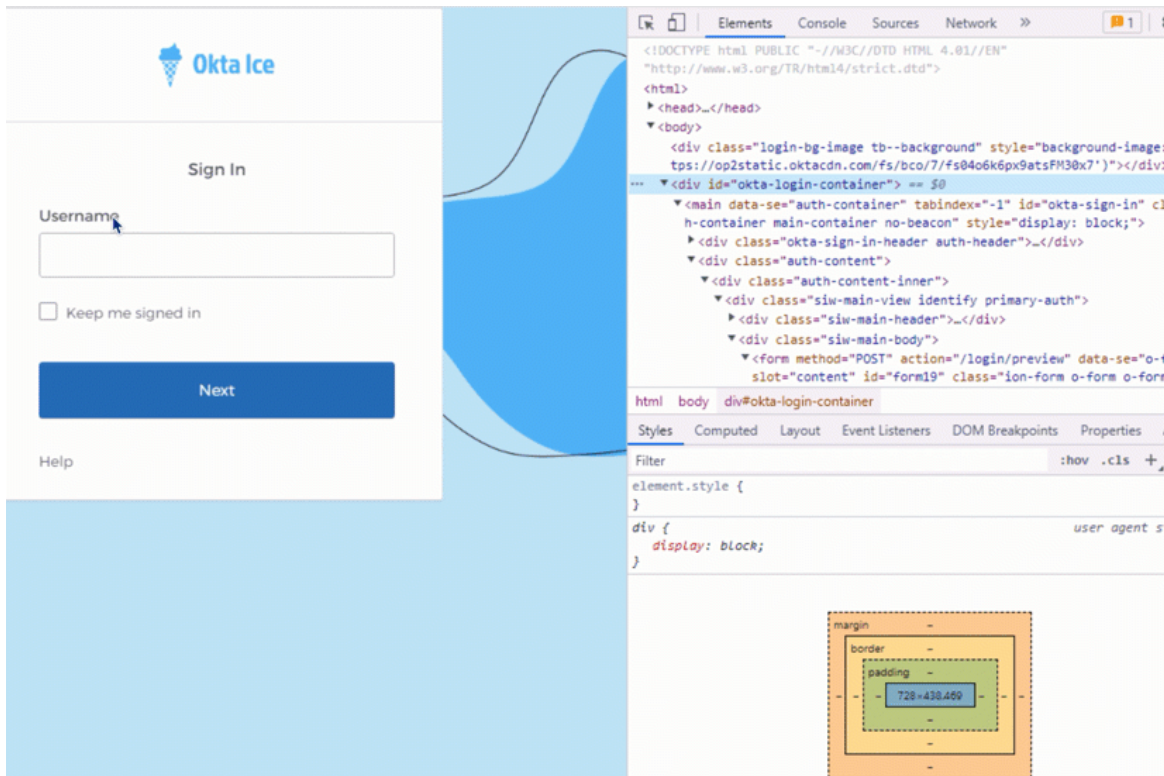 Okta Ice
Sign In
Username
Keep me signed in
Next
Help
Elements Console Sources Network » 1
<!DOCTYPE html PUBLIC "-//W3C//DTD HTML 4.01//EN"
"http://www.w3.org/TR/html4/strict.dtd">
<html>
▶<head>…</head>
▼<body>
<div class="login-bg-image tb--background" style="background-image:
tps://op2static.oktacdn.com/fs/bco/7/fs04o6k6px9atsFM30x7')"></div>
… ▼<div id="okta-login-container"> == $0
▼<main data-se="auth-container" tabindex="-1" id="okta-sign-in" cl
h-container main-container no-beacon" style="display: block;">
▶<div class="okta-sign-in-header auth-header">…</div>
▼<div class="auth-content">
▼<div class="auth-content-inner">
▼<div class="siw-main-view identify primary-auth">
▶<div class="siw-main-header">…</div>
▼<div class="siw-main-body">
▼<form method="POST" action="/login/preview" data-se="o-f
slot="content" id="form19" class="ion-form o-form o-form
html body div#okta-login-container
Styles Computed Layout Event Listeners DOM Breakpoints Properties
Filter :hov .cls +
element.style {
}
div { user agent s
display: block;
}
margin –
border –
padding –
– – – 728×438.469 – – –
–
–
–